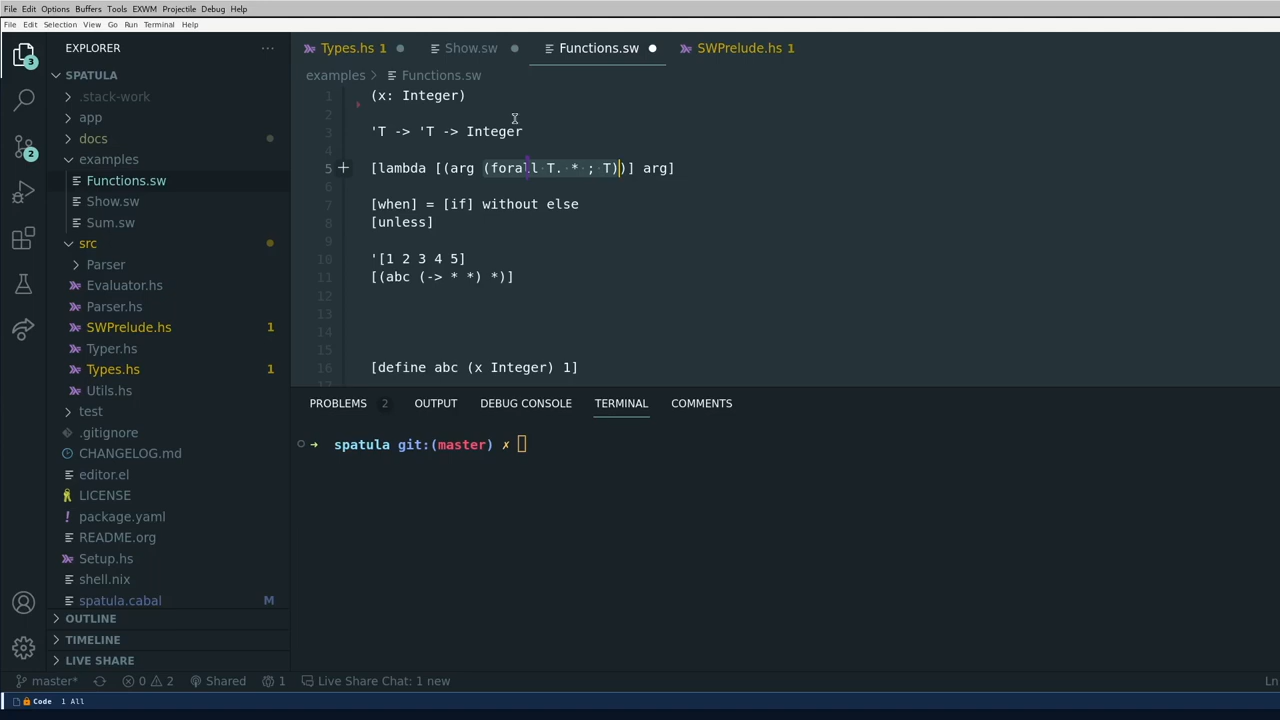 File Edit Options Buffers Tools EXWM Projectile Debug Help
File Edit Selection View Go Run Terminal Help
EXPLORER ···
SPATULA
.stack-work
app
docs
examples
Functions.sw
Show.sw
Sum.sw
src
Parser
Evaluator.hs
Parser.hs
SWPrelude.hs 1
Typer.hs
Types.hs 1
Utils.hs
test
.gitignore
CHANGELOG.md
editor.el
LICENSE
package.yaml
README.org
Setup.hs
shell.nix
spatula.cabal M
OUTLINE
TIMELINE
LIVE SHARE
3
2
Types.hs 1 Show.sw Functions.sw SWPrelude.hs 1
examples > Functions.sw
1 (x: Integer)
2
3 'T -> 'T -> Integer
4
5 [lambda [(arg (forall T. * ; T))] arg]
6
7 [when] = [if] without else
8 [unless]
9
10 '[1 2 3 4 5]
11 [(abc (-> * *) *)]
12
13
14
15
16 [define abc (x Integer) 1]
17
PROBLEMS 2 OUTPUT DEBUG CONSOLE TERMINAL COMMENTS
→ spatula git:(master) ✗
master* 0 2 Shared 1 Live Share Chat: 1 new Ln
Code 1 All